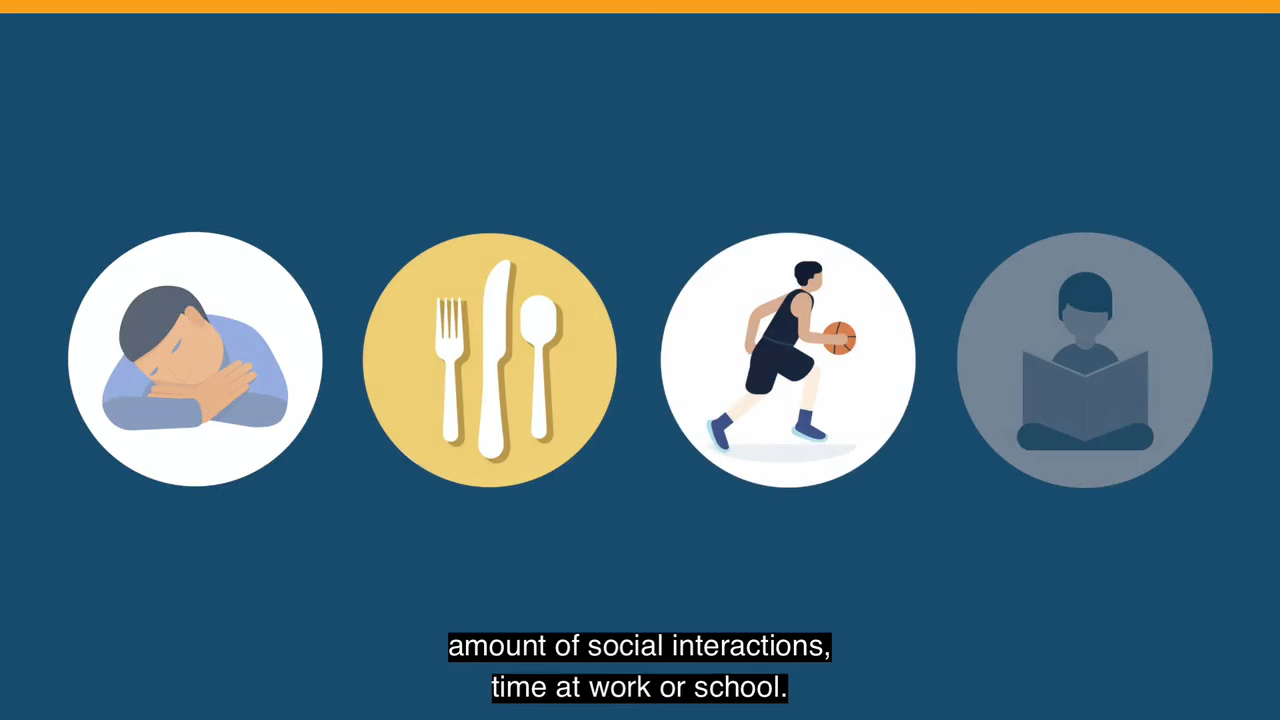 amount of social interactions,
time at work or school.